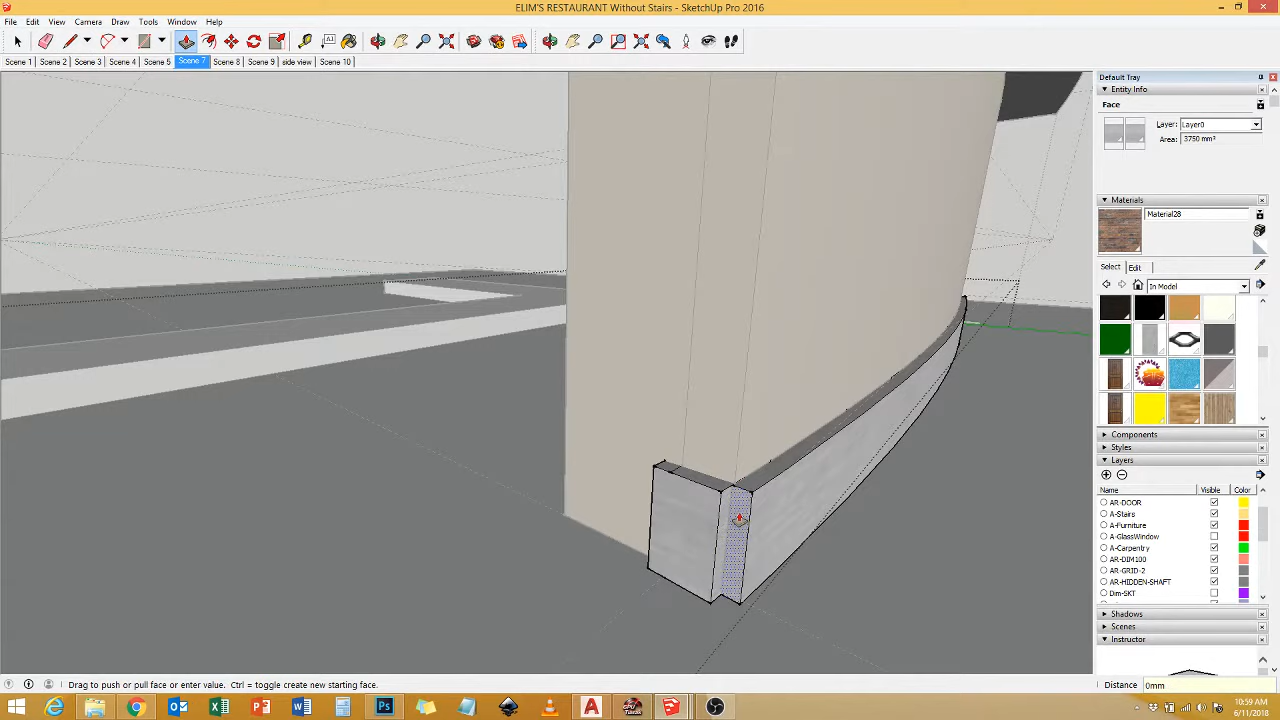 ELIM'S RESTAURANT Without Stairs - SketchUp Pro 2016
File Edit View Camera Draw Tools Window Help
Scene 1 Scene 2 Scene 3 Scene 4 Scene 5 Scene 7 Scene 8 Scene 9 side view Scene 10
Default Tray
Entity Info
Face
Layer: Layer0
Area: 3750 mm²
Materials
Material28
Select Edit
In Model
Components
Styles
Layers
Name Visible Color
AR-DOOR
A-Stairs
A-Furniture
A-GlassWindow
A-Carpentry
AR-DIM100
AR-GRID-2
AR-HIDDEN-SHAFT
Dim-SKT
Shadows
Scenes
Instructor
Drag to push or pull face or enter value. Ctrl = toggle create new starting face.
Distance 0mm
10:59 AM
6/11/2018